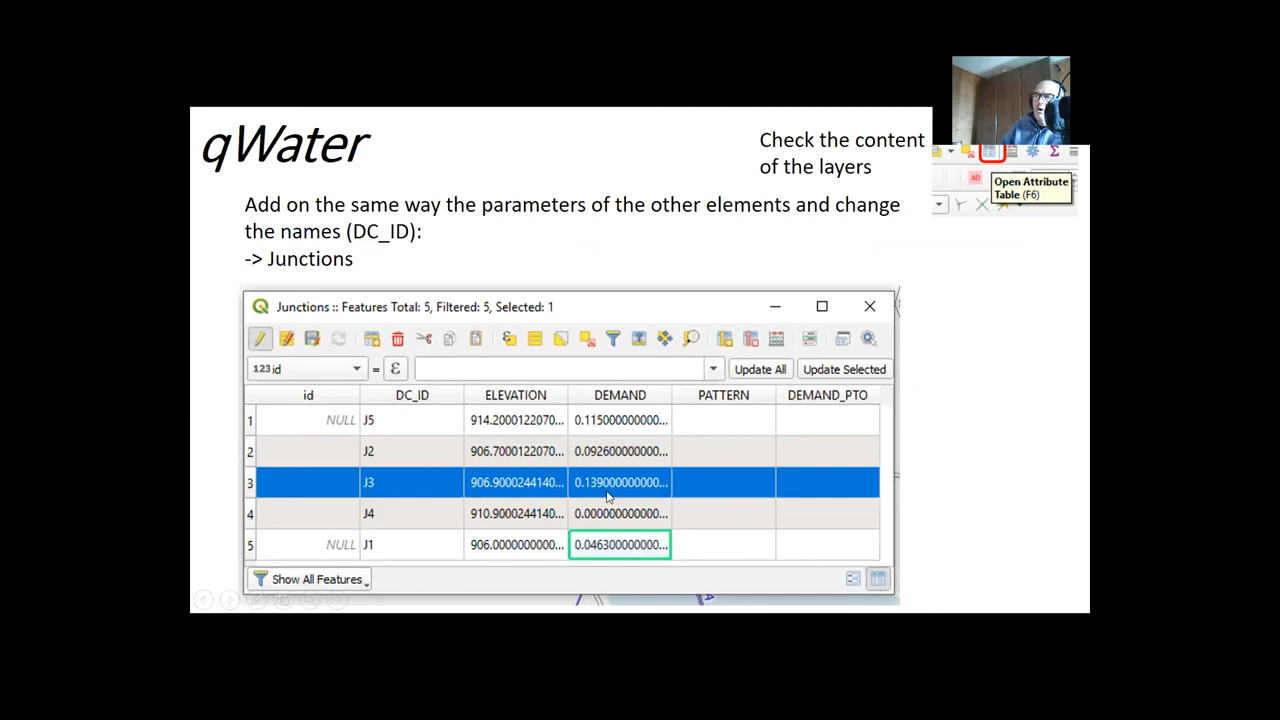 qWater
Check the content
of the layers
Open Attribute
Table (F6)
Add on the same way the parameters of the other elements and change
the names (DC_ID):
-> Junctions
Junctions :: Features Total: 5, Filtered: 5, Selected: 1
123 id = ε Update All Update Selected
id DC_ID ELEVATION DEMAND PATTERN DEMAND_PTO
1 NULL J5 914.2000122070... 0.115000000000...
2 J2 906.7000122070... 0.092600000000...
3 J3 906.9000244140... 0.139000000000...
4 J4 910.9000244140... 0.000000000000...
5 NULL J1 906.0000000000... 0.046300000000...
Show All Features